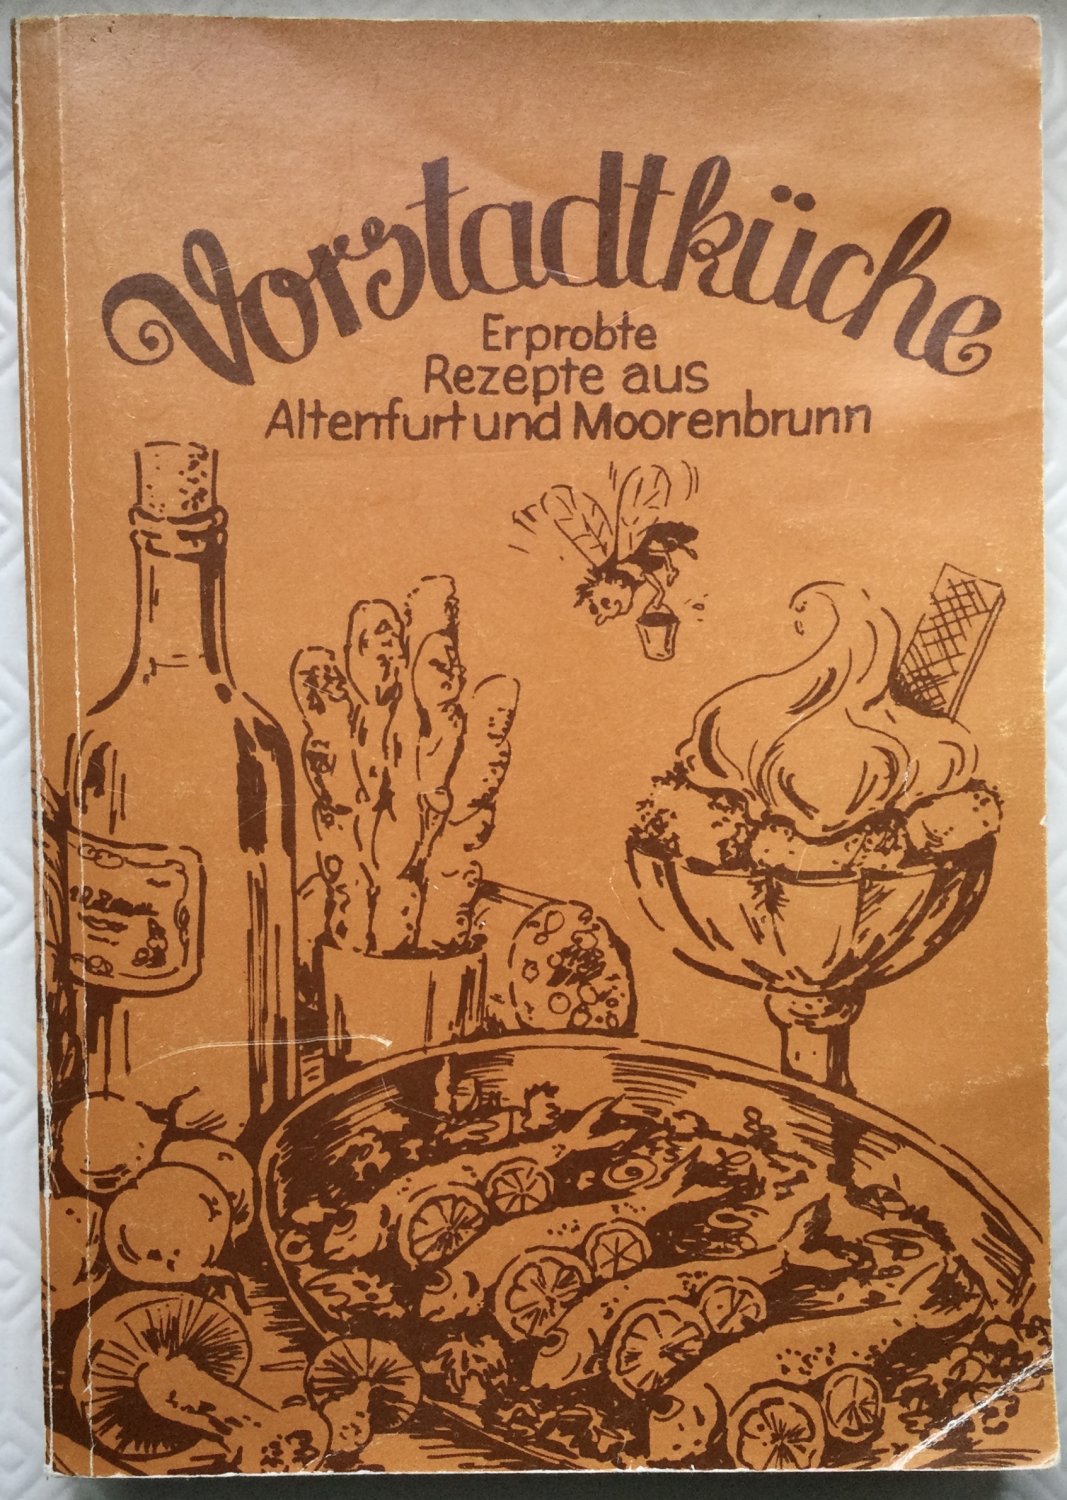 Vorstadtküche
Erprobte
Rezepte aus
Altenfurt und Moorenbrunn